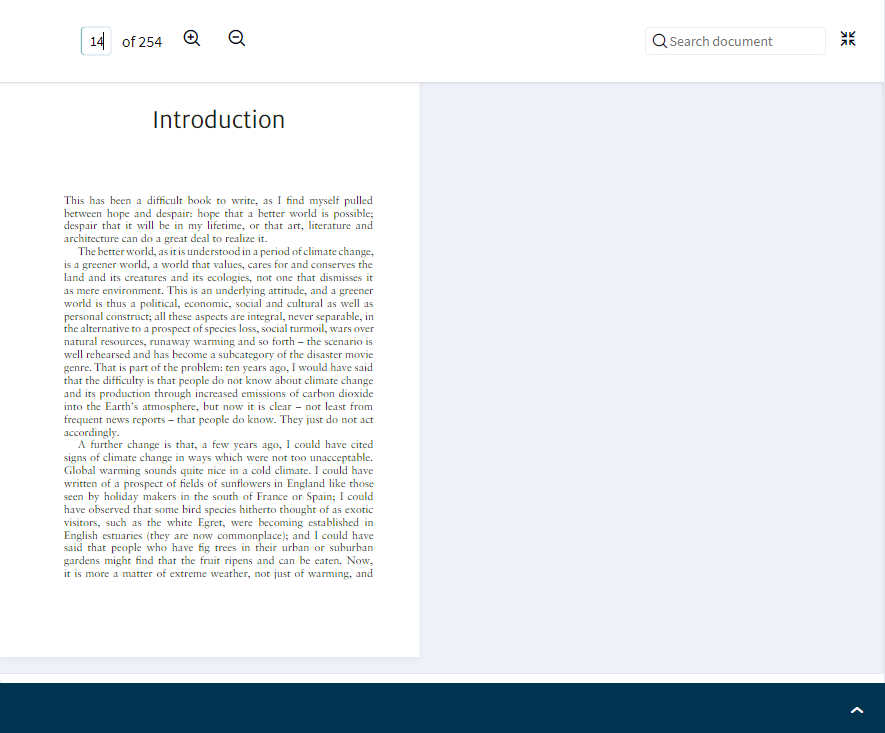 14 of 254
Search document
Introduction
This has been a difficult book to write, as I find myself pulled
between hope and despair: hope that a better world is possible;
despair that it will be in my lifetime, or that art, literature and
architecture can do a great deal to realize it.
The better world, as it is understood in a period of climate change,
is a greener world, a world that values, cares for and conserves the
land and its creatures and its ecologies, not one that dismisses it
as mere environment. This is an underlying attitude, and a greener
world is thus a political, economic, social and cultural as well as
personal construct; all these aspects are integral, never separable, in
the alternative to a prospect of species loss, social turmoil, wars over
natural resources, runaway warming and so forth – the scenario is
well rehearsed and has become a subcategory of the disaster movie
genre. That is part of the problem: ten years ago, I would have said
that the difficulty is that people do not know about climate change
and its production through increased emissions of carbon dioxide
into the Earth's atmosphere, but now it is clear – not least from
frequent news reports – that people do know. They just do not act
accordingly.
A further change is that, a few years ago, I could have cited
signs of climate change in ways which were not too unacceptable.
Global warming sounds quite nice in a cold climate. I could have
written of a prospect of fields of sunflowers in England like those
seen by holiday makers in the south of France or Spain; I could
have observed that some bird species hitherto thought of as exotic
visitors, such as the white Egret, were becoming established in
English estuaries (they are now commonplace); and I could have
said that people who have fig trees in their urban or suburban
gardens might find that the fruit ripens and can be eaten. Now,
it is more a matter of extreme weather, not just of warming, and